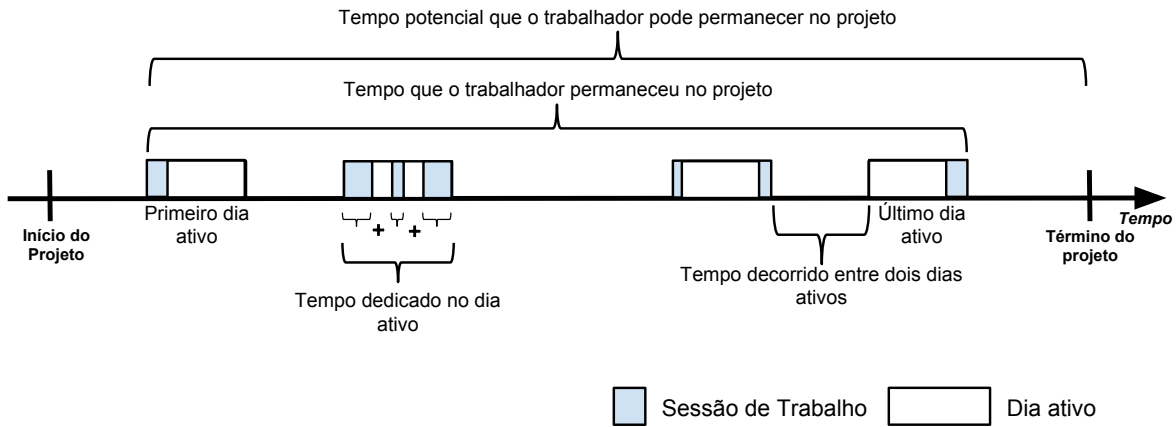 Tempo potencial que o trabalhador pode permanecer no projeto
Tempo que o trabalhador permaneceu no projeto
Primeiro dia
ativo
Último dia
ativo
Tempo
Início do
Projeto
+ +
Término do
projeto
Tempo decorrido entre dois dias
ativos
Tempo dedicado no dia
ativo
Sessão de Trabalho
Dia ativo